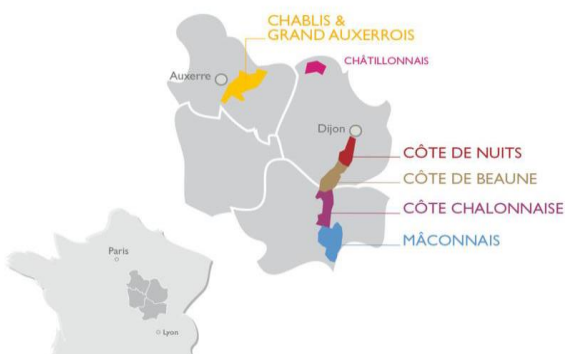 CHABLIS &
GRAND AUXERROIS
CHÂTILLONNAIS
Auxerre
Dijon
CÔTE DE NUITS
CÔTE DE BEAUNE
CÔTE CHALONNAISE
MÂCONNAIS
Paris
Lyon